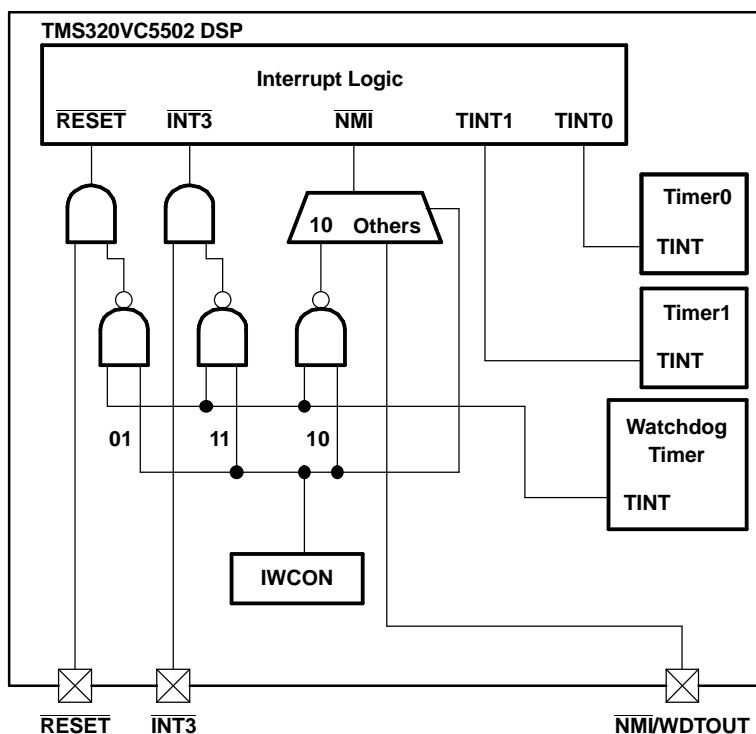 TMS320VC5502 DSP
Interrupt Logic
RESET INT3 NMI TINT1 TINT0
Timer0
10 Others
TINT
Timer1
TINT
Watchdog
Timer
01 11 10
TINT
IWCON
RESET INT3 NMI/WDTOUT